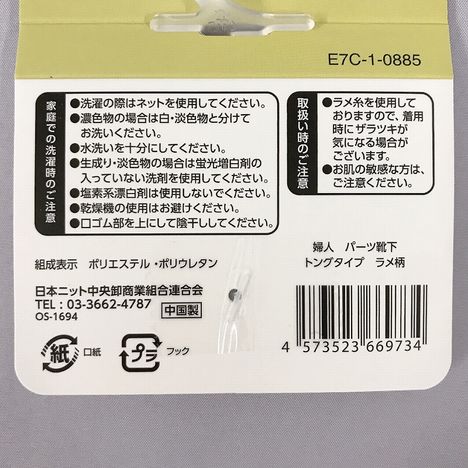 E7C-1-0885
家庭での洗濯時のご注意
●洗濯の際はネットを使用してください。
●濃色物の場合は白・淡色物と分けて
お洗いください。
●水洗いを十分にしてください。
●生成り・淡色物の場合は蛍光増白剤の
入っていない洗剤を使用してください。
●塩素系漂白剤は使用しないでください。
●乾燥機の使用はお避けください。
●口ゴム部を上にして陰干ししてください。
取扱い時のご注意
●ラメ糸を使用して
おりますので、着用
時にザラツキが
気になる場合が
ございます。
●お肌の敏感な方は、
ご注意ください。
組成表示 ポリエステル・ポリウレタン
日本ニット中央卸商業組合連合会
TEL : 03-3662-4787
OS-1694
中国製
紙 口紙
プラ フック
婦人 パーツ靴下
トングタイプ ラメ柄
4 573523 669734